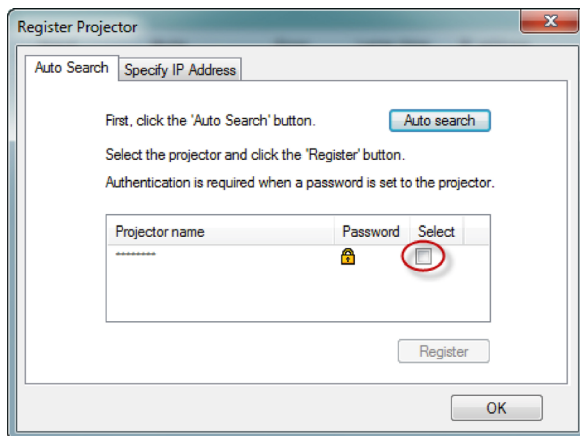 Register Projector
Auto Search
Specify IP Address
First, click the 'Auto Search' button.
Auto search
Select the projector and click the 'Register' button.
Authentication is required when a password is set to the projector.
Projector name Password Select
********
Register
OK